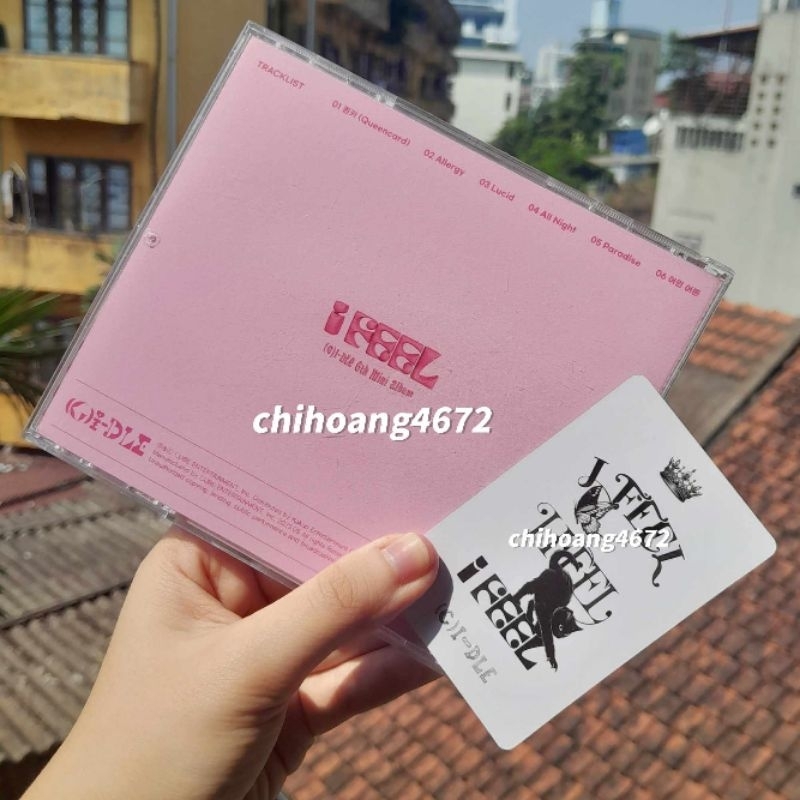 TRACKLIST
01 퀸카 (Queencard)
02 Allergy
03 Lucid
04 All Night
05 Paradise
06 어린 어른
i FEEL
(G)I-DLE 6th Mini Album
chihoang4672
(G)I-DLE
I FEEL
chihoang4672
I FEEL
i FEEL
(G)I-DLE